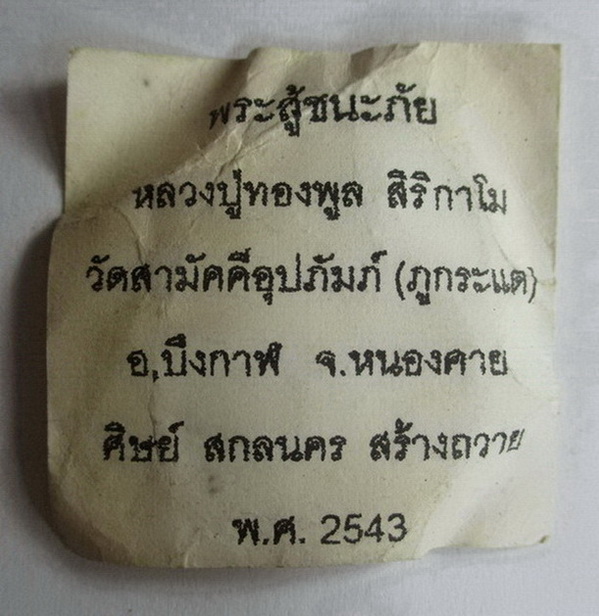 พระสู้ชนะภัย
หลวงปู่ทองพูล สิริกาโม
วัดสามัคคีอุปภัมภ์ (ภูกระแต)
อ,บึงกาฬ จ.หนองคาย
ศิษย์ สกลนคร สร้างถวาย
พ.ศ. 2543